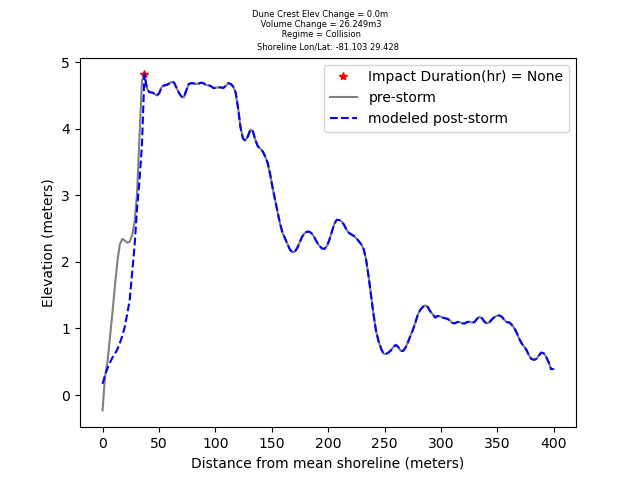 Dune Crest Elev Change = 0.0m
Volume Change = 26.249m3
Regime = Collision
Shoreline Lon/Lat: -81.103 29.428
Impact Duration(hr) = None
pre-storm
modeled post-storm
5
4
3
2
1
0
Elevation (meters)
0 50 100 150 200 250 300 350 400
Distance from mean shoreline (meters)